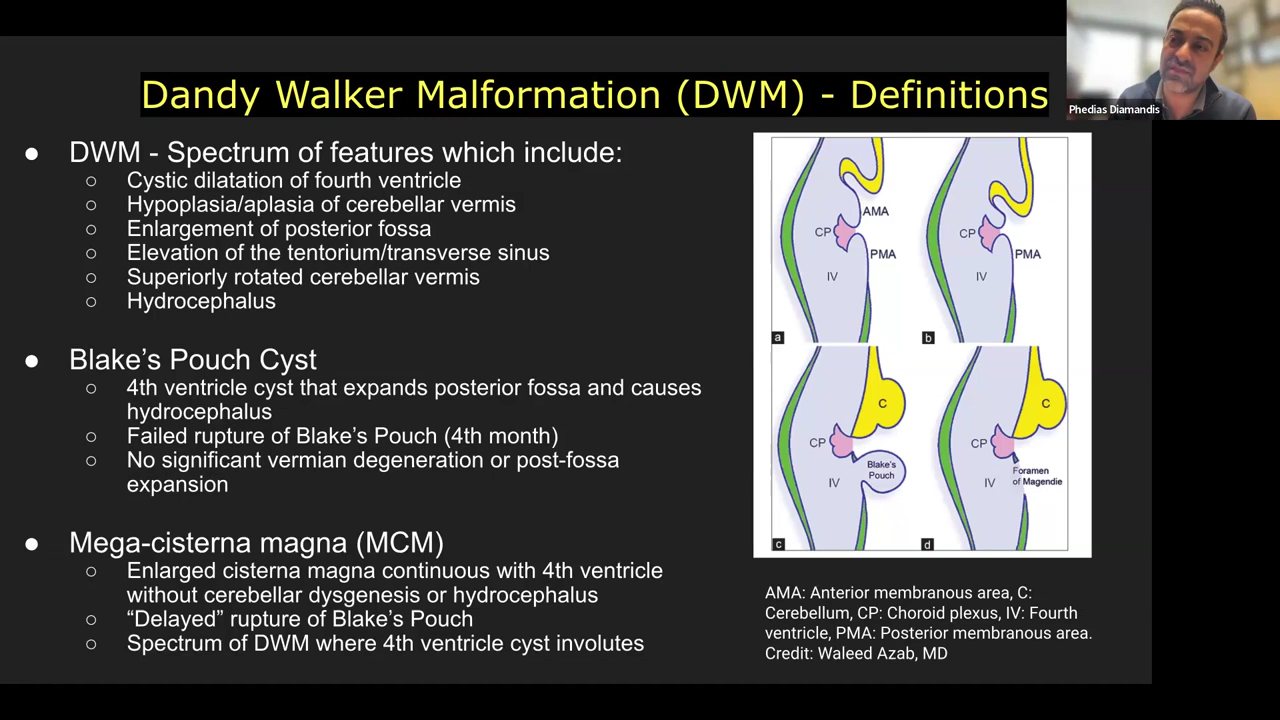 Dandy Walker Malformation (DWM) - Definitions
Phedias Diamandis
● DWM - Spectrum of features which include:
○ Cystic dilatation of fourth ventricle
○ Hypoplasia/aplasia of cerebellar vermis
○ Enlargement of posterior fossa
○ Elevation of the tentorium/transverse sinus
○ Superiorly rotated cerebellar vermis
○ Hydrocephalus
● Blake's Pouch Cyst
○ 4th ventricle cyst that expands posterior fossa and causes
hydrocephalus
○ Failed rupture of Blake's Pouch (4th month)
○ No significant vermian degeneration or post-fossa
expansion
● Mega-cisterna magna (MCM)
○ Enlarged cisterna magna continuous with 4th ventricle
without cerebellar dysgenesis or hydrocephalus
○ “Delayed” rupture of Blake's Pouch
○ Spectrum of DWM where 4th ventricle cyst involutes
AMA
CP
PMA
IV
a
CP
PMA
IV
b
C
CP
Blake's
Pouch
IV
c
C
CP
Foramen
of Magendie
IV
d
AMA: Anterior membranous area, C:
Cerebellum, CP: Choroid plexus, IV: Fourth
ventricle, PMA: Posterior membranous area.
Credit: Waleed Azab, MD